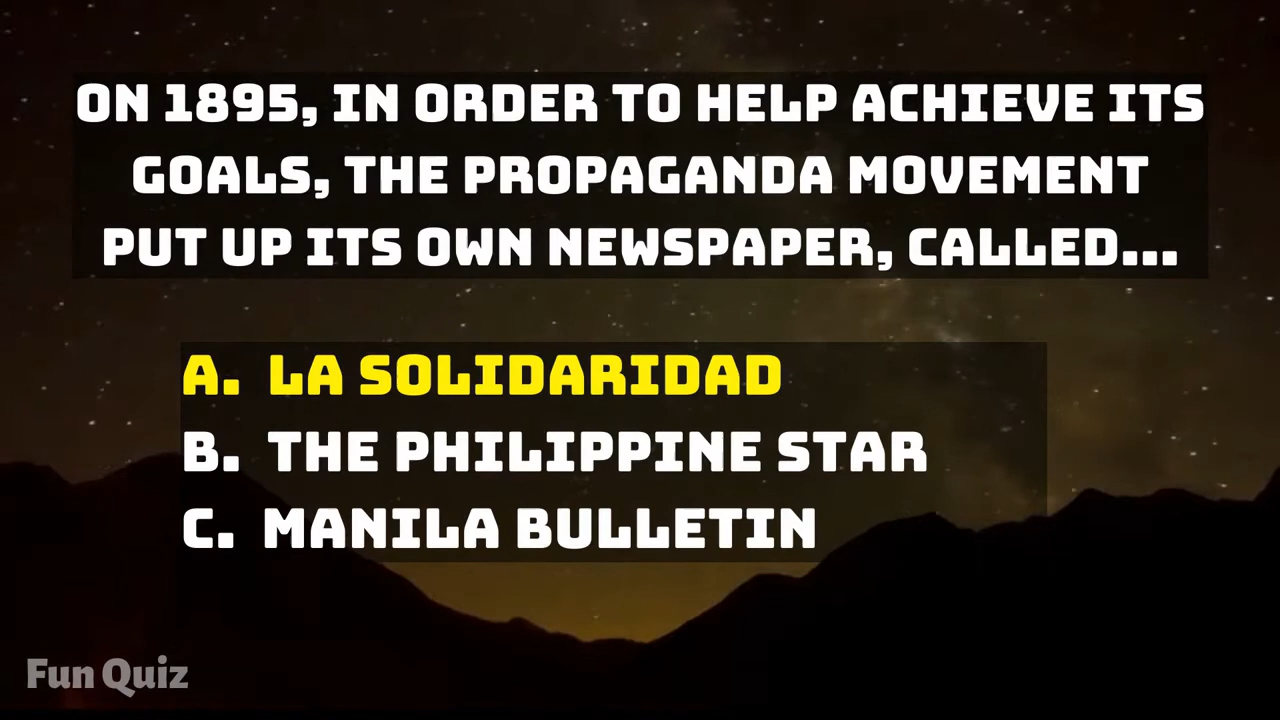 ON 1895, IN ORDER TO HELP ACHIEVE ITS
GOALS, THE PROPAGANDA MOVEMENT
PUT UP ITS OWN NEWSPAPER, CALLED...
A. LA SOLIDARIDAD
B. THE PHILIPPINE STAR
C. MANILA BULLETIN
Fun Quiz